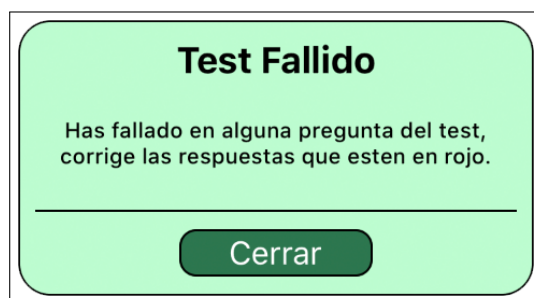 Test Fallido
Has fallado en alguna pregunta del test,
corrige las respuestas que esten en rojo.
Cerrar